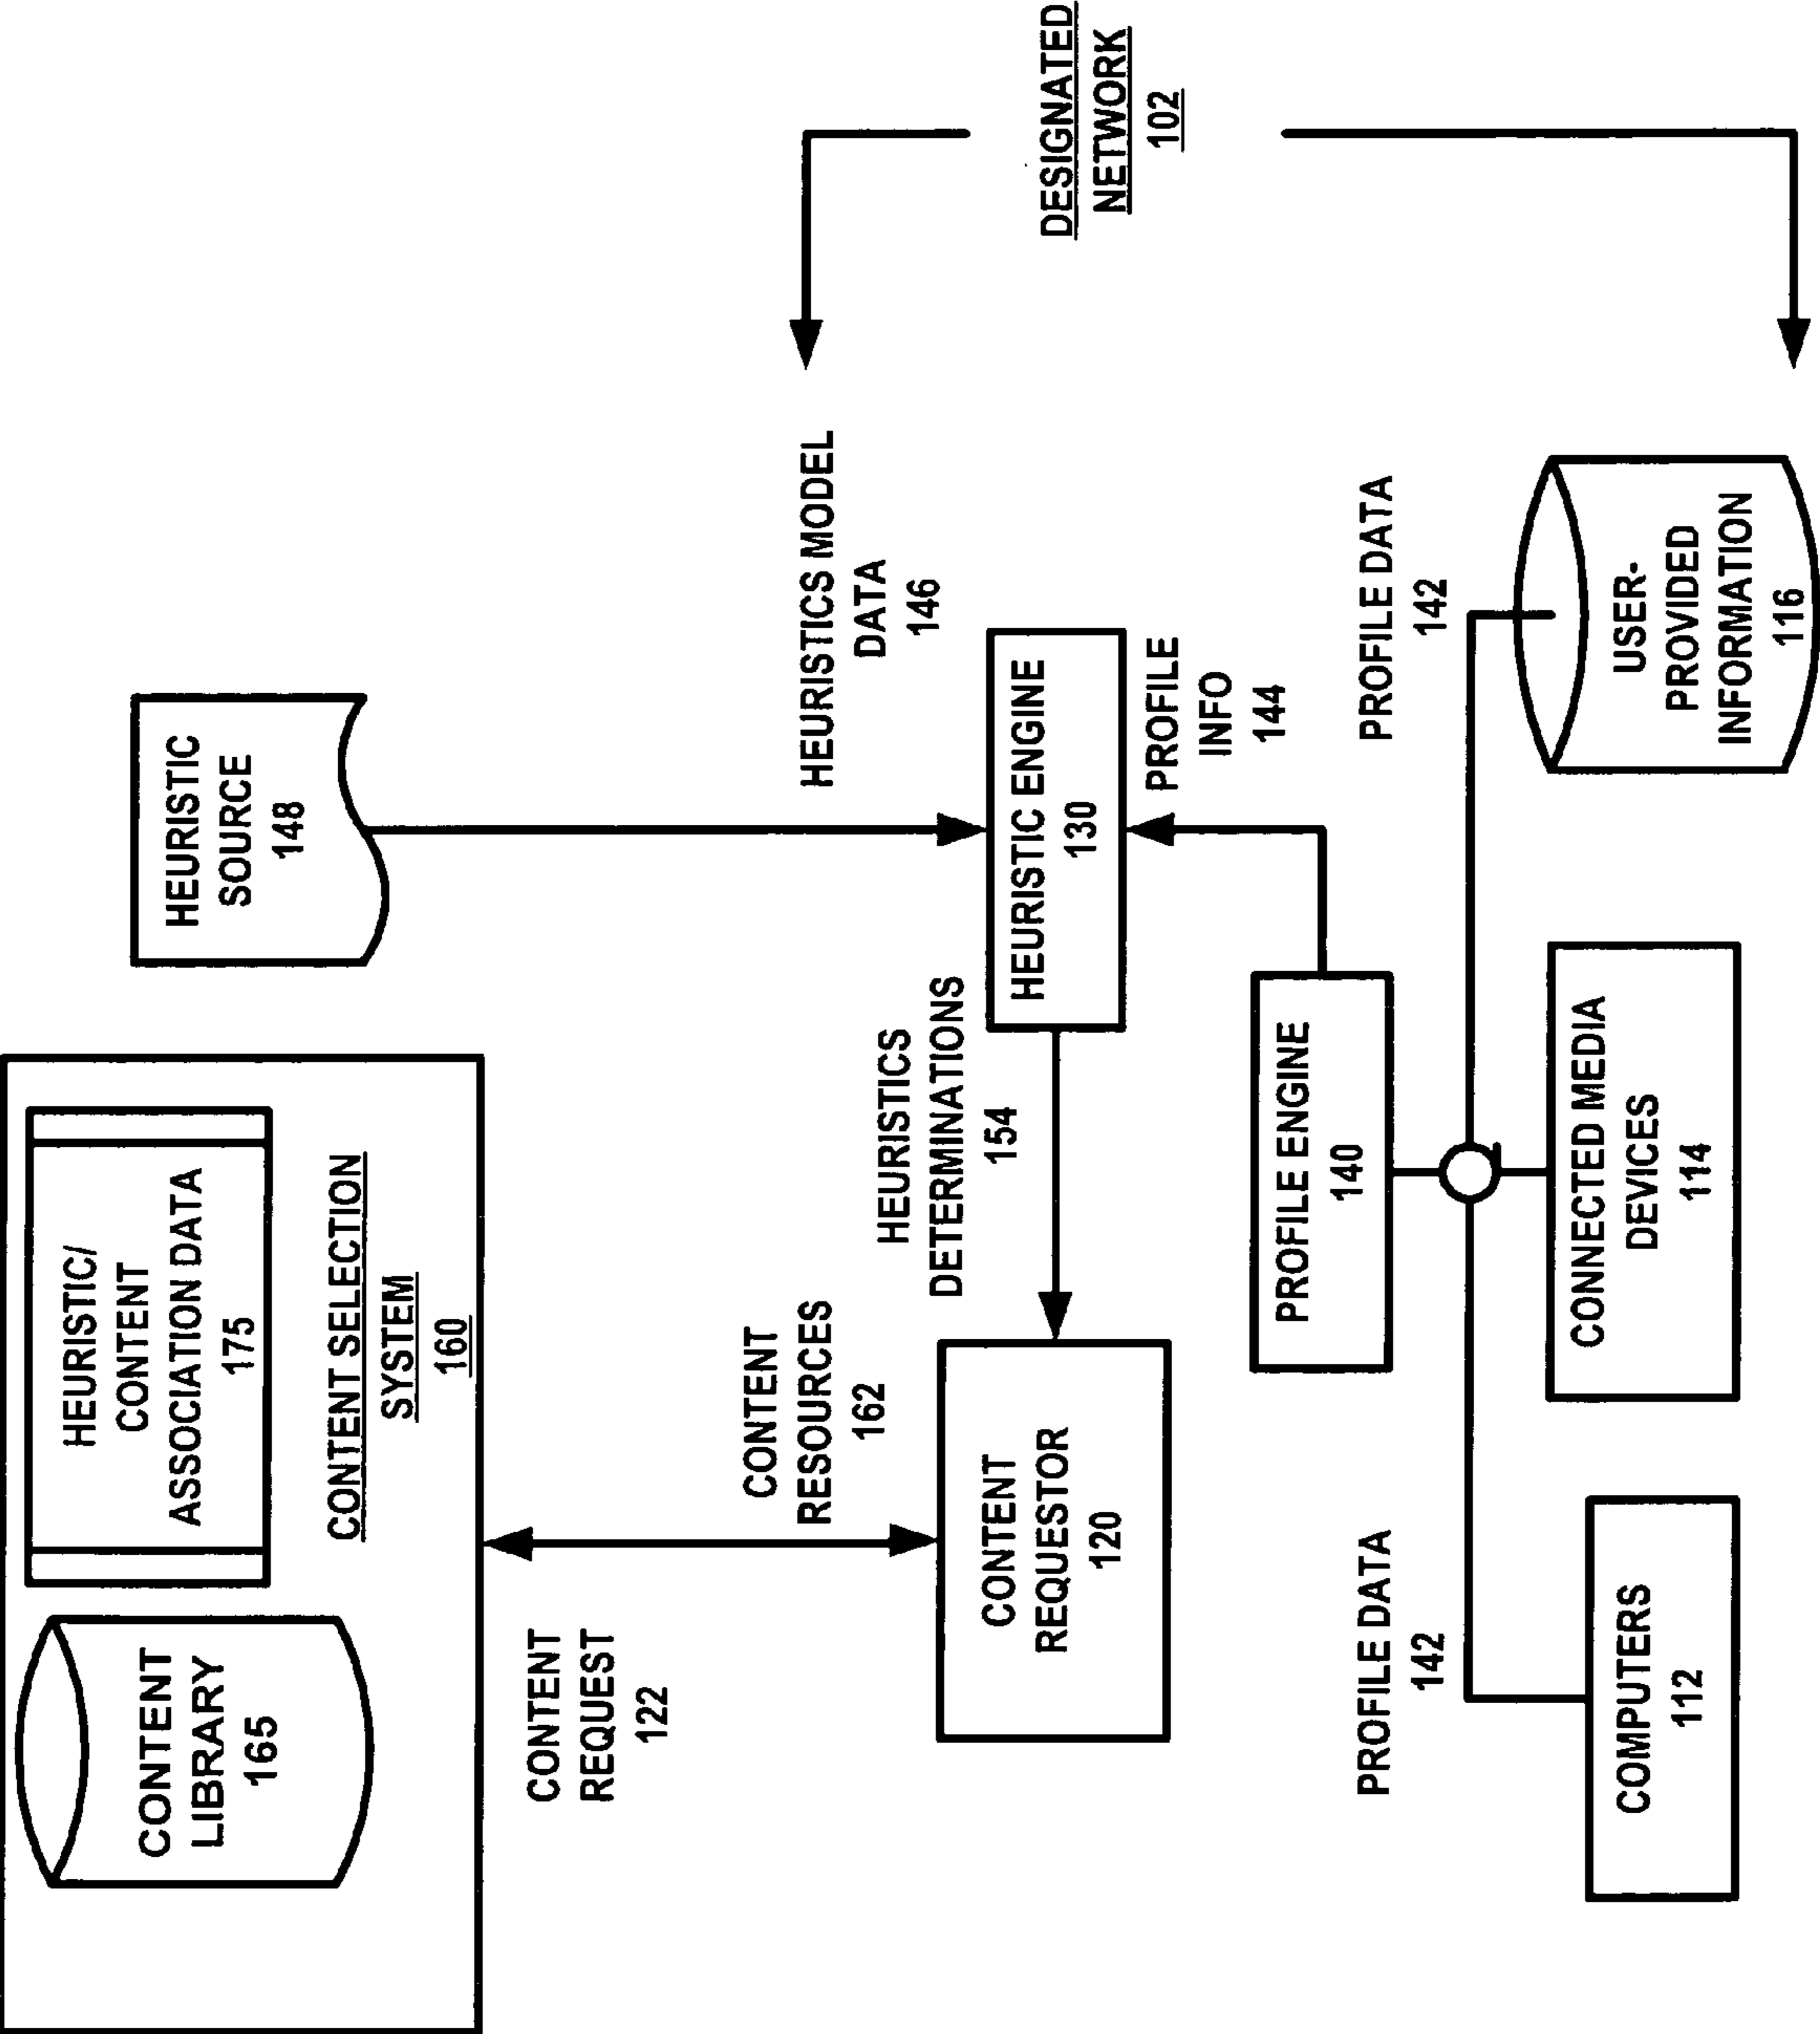 CONTENT
LIBRARY
165
HEURISTIC/
CONTENT
ASSOCIATION DATA
175
CONTENT SELECTION
SYSTEM
160
HEURISTIC
SOURCE
148
CONTENT
REQUEST
122
CONTENT
RESOURCES
162
HEURISTICS
DETERMINATIONS
154
HEURISTICS MODEL
DATA
146
CONTENT
REQUESTOR
120
HEURISTIC ENGINE
130
PROFILE
INFO
144
DESIGNATED
NETWORK
102
PROFILE ENGINE
140
PROFILE DATA
142
PROFILE DATA
142
COMPUTERS
112
CONNECTED MEDIA
DEVICES
114
USER-
PROVIDED
INFORMATION
116